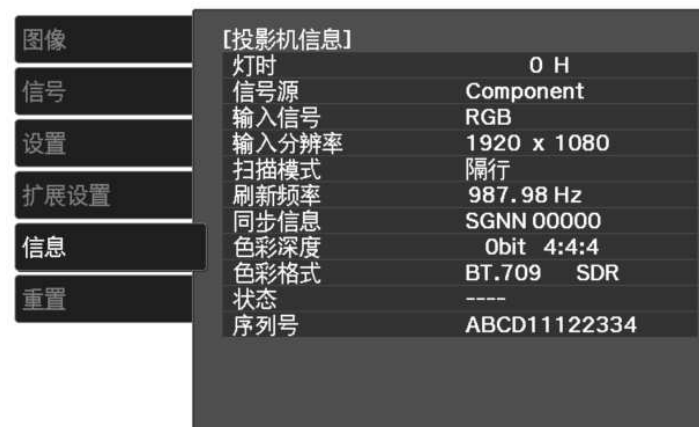 图像
信号
设置
扩展设置
信息
重置
[投影机信息]
灯时 0 H
信号源 Component
输入信号 RGB
输入分辨率 1920 x 1080
扫描模式 隔行
刷新频率 987.98 Hz
同步信息 SGNN 00000
色彩深度 0bit 4:4:4
色彩格式 BT.709 SDR
状态 ----
序列号 ABCD11122334